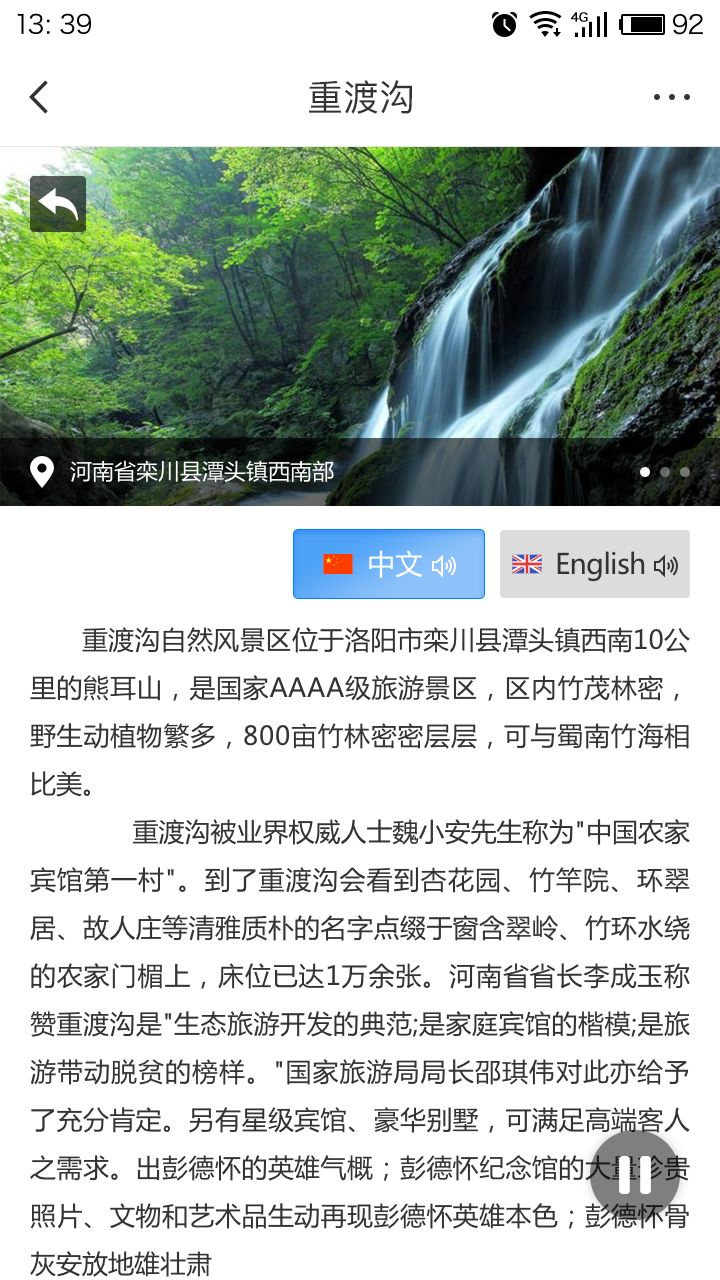 13: 39
4G
92
重渡沟
河南省栾川县潭头镇西南部
中文
English
重渡沟自然风景区位于洛阳市栾川县潭头镇西南10公
里的熊耳山，是国家AAAA级旅游景区，区内竹茂林密，
野生动植物繁多，800亩竹林密密层层，可与蜀南竹海相
比美。
重渡沟被业界权威人士魏小安先生称为"中国农家
宾馆第一村"。到了重渡沟会看到杏花园、竹竿院、环翠
居、故人庄等清雅质朴的名字点缀于窗含翠岭、竹环水绕
的农家门楣上，床位已达1万余张。河南省省长李成玉称
赞重渡沟是"生态旅游开发的典范;是家庭宾馆的楷模;是旅
游带动脱贫的榜样。"国家旅游局局长邵琪伟对此亦给予
了充分肯定。另有星级宾馆、豪华别墅，可满足高端客人
之需求。出彭德怀的英雄气概；彭德怀纪念馆的大量珍贵
照片、文物和艺术品生动再现彭德怀英雄本色；彭德怀骨
灰安放地雄壮肃